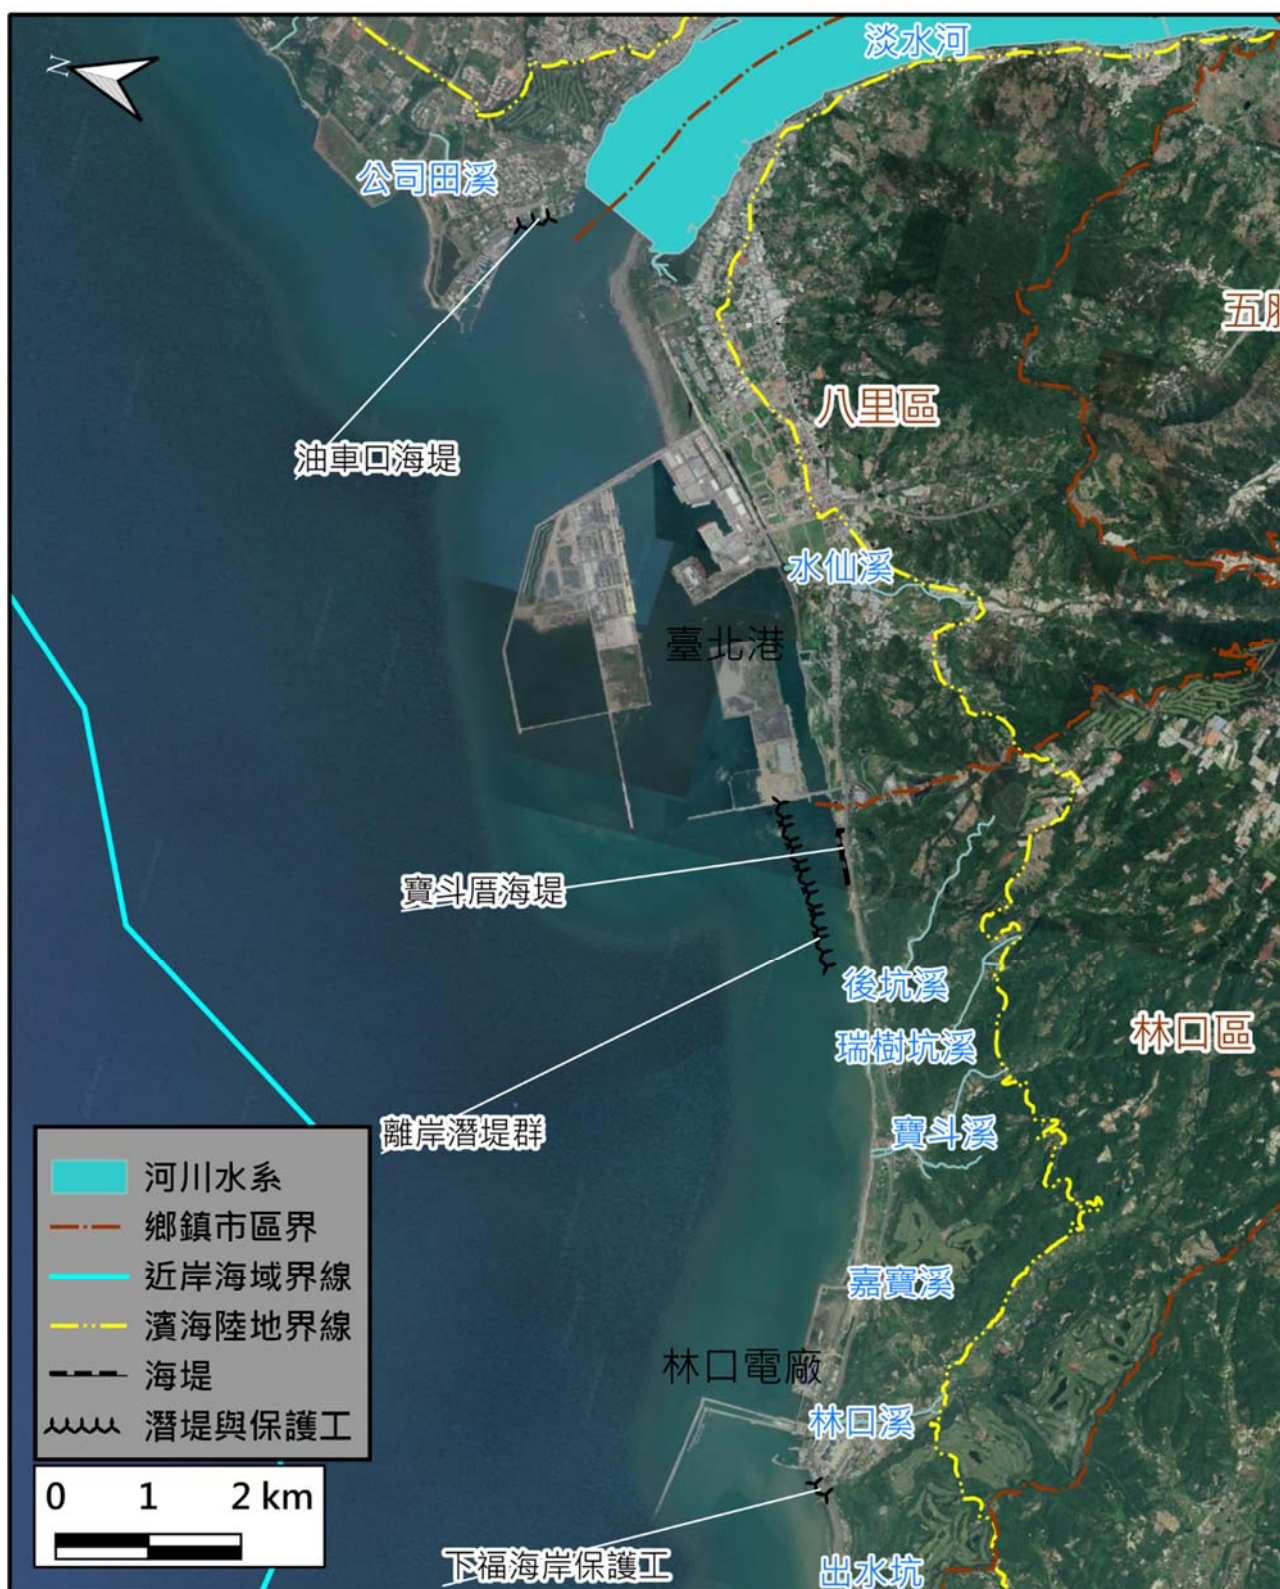 N
淡水河
公司田溪
八里區
油車口海堤
水仙溪
臺北港
寶斗厝海堤
後坑溪
林口區
瑞樹坑溪
離岸潛堤群
寶斗溪
河川水系
鄉鎮市區界
近岸海域界線
濱海陸地界線
海堤
潛堤與保護工
嘉寶溪
林口電廠
林口溪
0 1 2 km
下福海岸保護工
出水坑